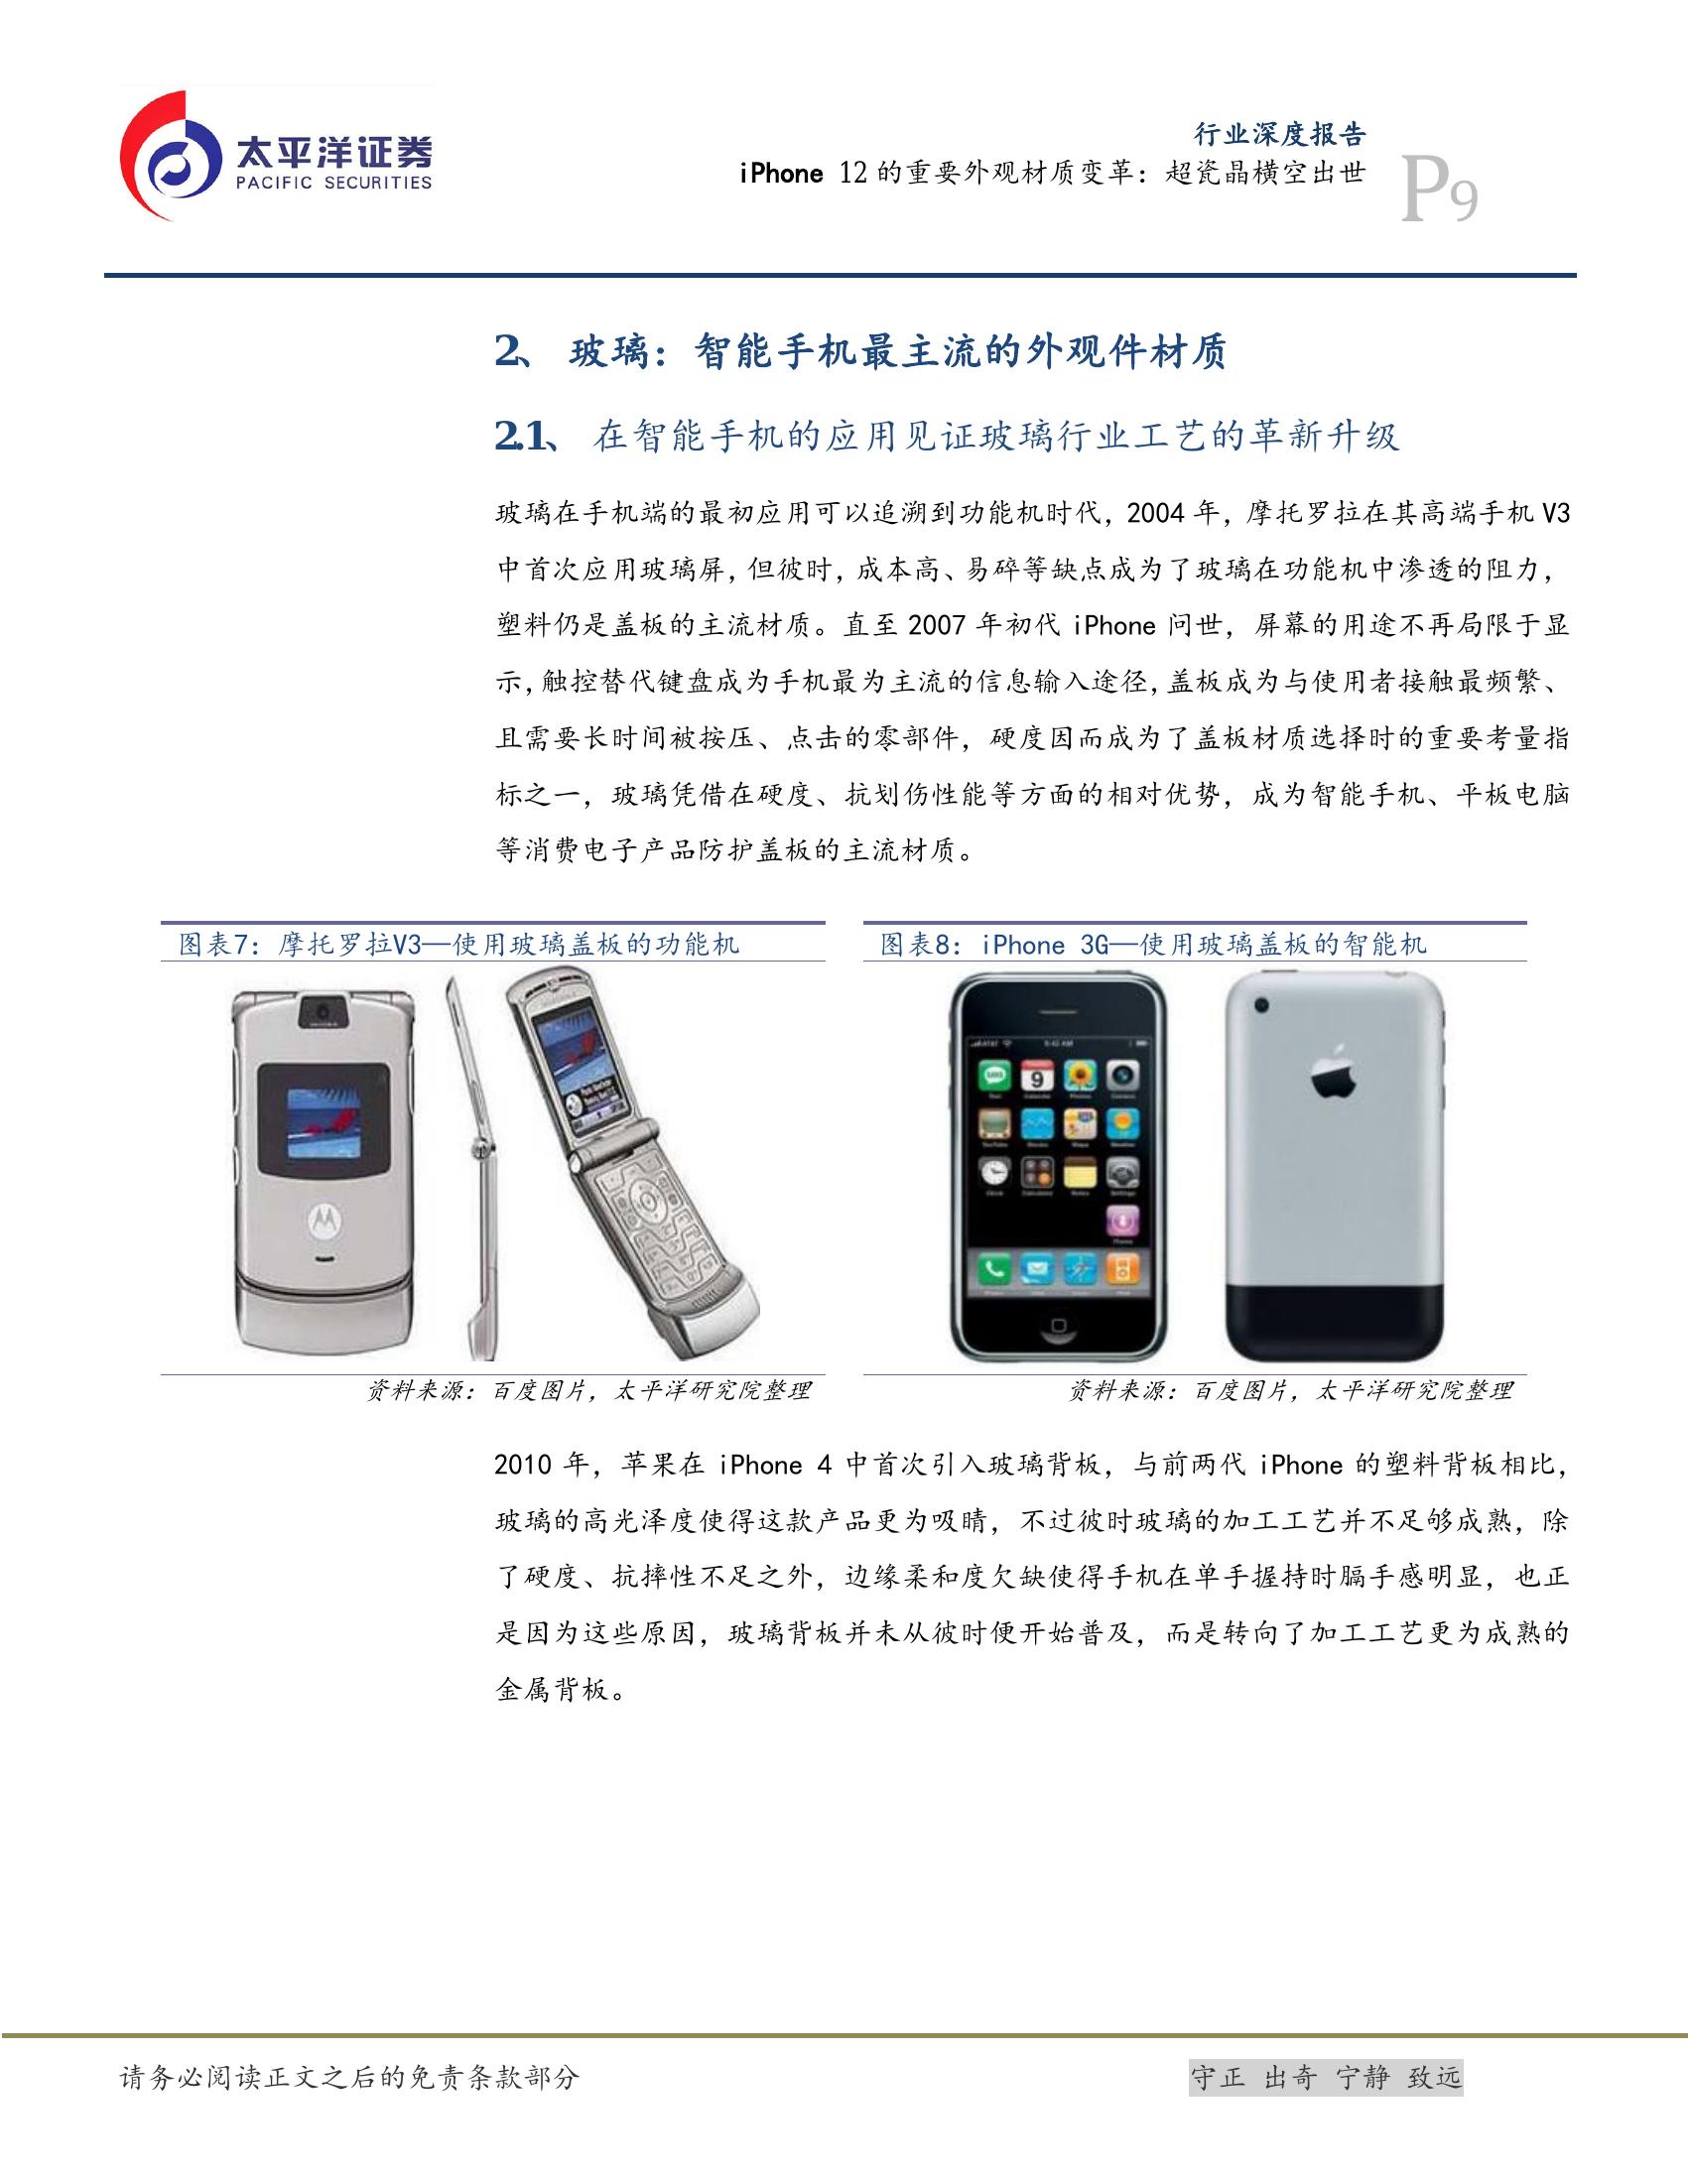 太平洋证券
PACIFIC SECURITIES
行业深度报告
iPhone 12 的重要外观材质变革：超瓷晶横空出世
P9
2、 玻璃：智能手机最主流的外观件材质
2.1、 在智能手机的应用见证玻璃行业工艺的革新升级
玻璃在手机端的最初应用可以追溯到功能机时代，2004 年，摩托罗拉在其高端手机 V3
中首次应用玻璃屏，但彼时，成本高、易碎等缺点成为了玻璃在功能机中渗透的阻力，
塑料仍是盖板的主流材质。直至 2007 年初代 iPhone 问世，屏幕的用途不再局限于显
示，触控替代键盘成为手机最为主流的信息输入途径，盖板成为与使用者接触最频繁、
且需要长时间被按压、点击的零部件，硬度因而成为了盖板材质选择时的重要考量指
标之一，玻璃凭借在硬度、抗划伤性能等方面的相对优势，成为智能手机、平板电脑
等消费电子产品防护盖板的主流材质。
图表7：摩托罗拉V3—使用玻璃盖板的功能机
资料来源：百度图片，太平洋研究院整理
图表8：iPhone 3G—使用玻璃盖板的智能机
9
资料来源：百度图片，太平洋研究院整理
2010 年，苹果在 iPhone 4 中首次引入玻璃背板，与前两代 iPhone 的塑料背板相比，
玻璃的高光泽度使得这款产品更为吸睛，不过彼时玻璃的加工工艺并不足够成熟，除
了硬度、抗摔性不足之外，边缘柔和度欠缺使得手机在单手握持时膈手感明显，也正
是因为这些原因，玻璃背板并未从彼时便开始普及，而是转向了加工工艺更为成熟的
金属背板。
请务必阅读正文之后的免责条款部分
守正 出奇 宁静 致远